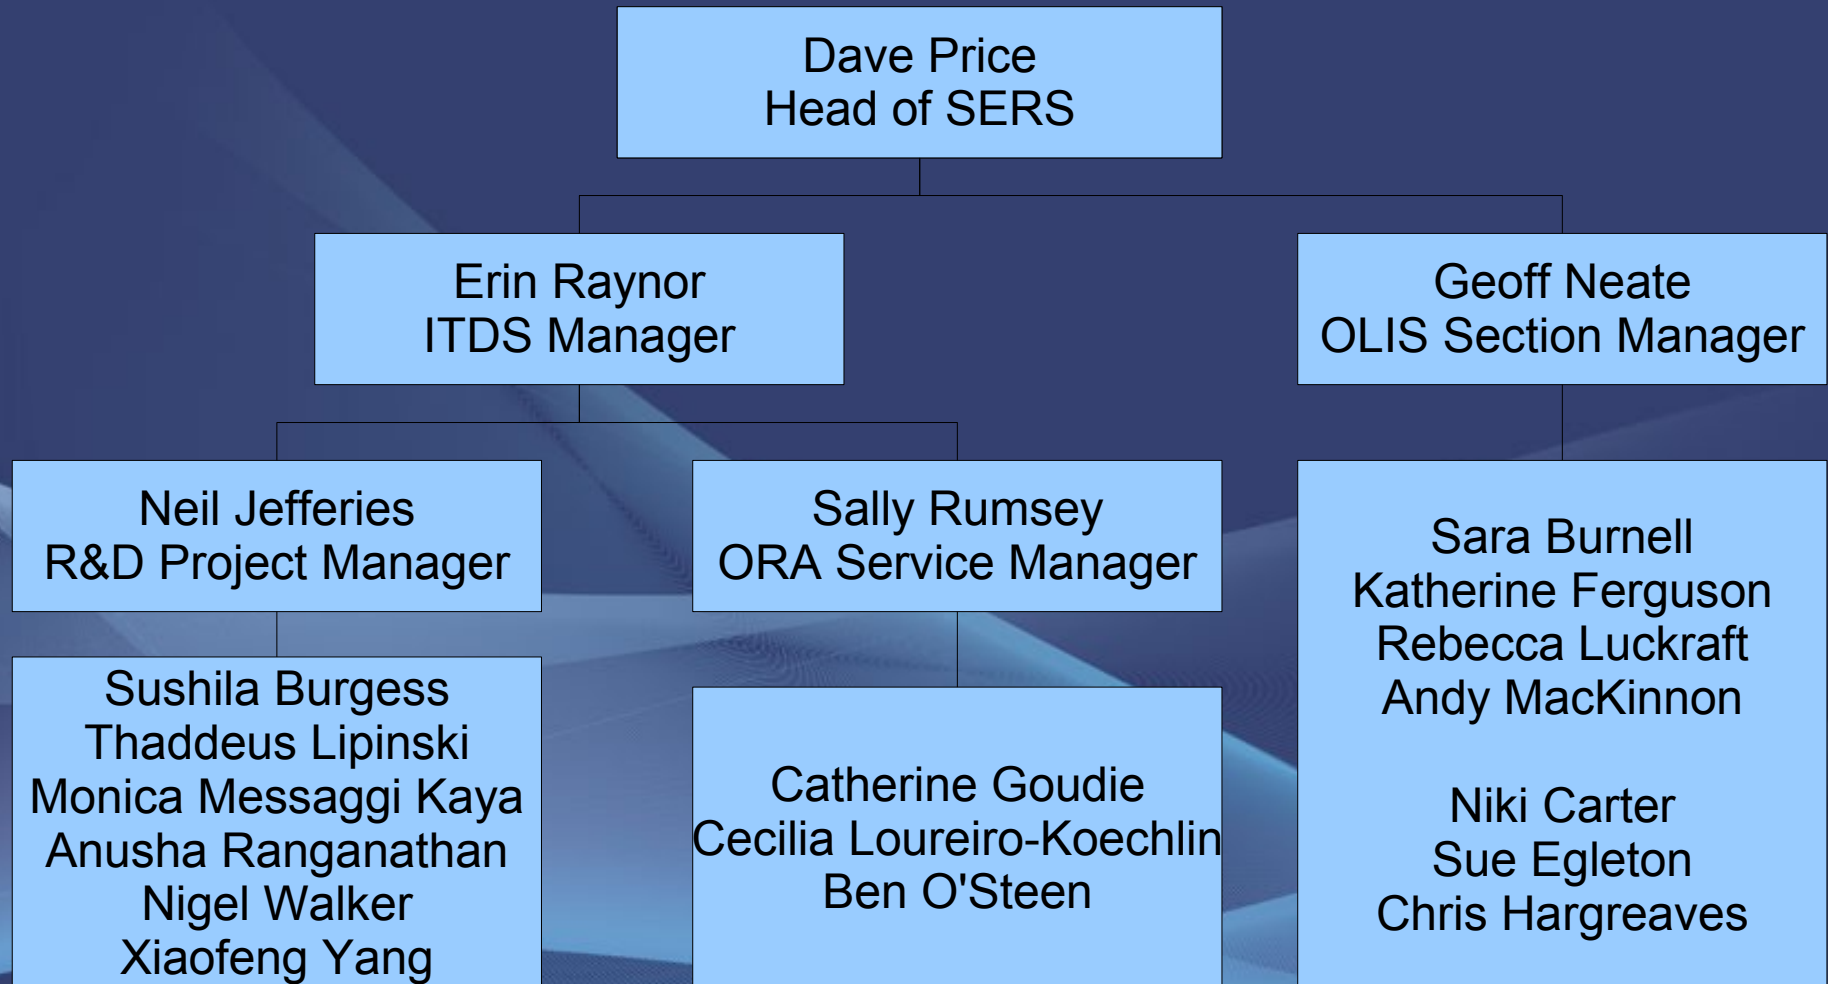 Dave Price
Head of SERS
Erin Raynor
ITDS Manager
Geoff Neate
OLIS Section Manager
Neil Jefferies
R&D Project Manager
Sally Rumsey
ORA Service Manager
Sushila Burgess
Thaddeus Lipinski
Monica Messaggi Kaya
Anusha Ranganathan
Nigel Walker
Xiaofeng Yang
Catherine Goudie
Cecilia Loureiro-Koechlin
Ben O'Steen
Sara Burnell
Katherine Ferguson
Rebecca Luckraft
Andy MacKinnon
Niki Carter
Sue Egleton
Chris Hargreaves